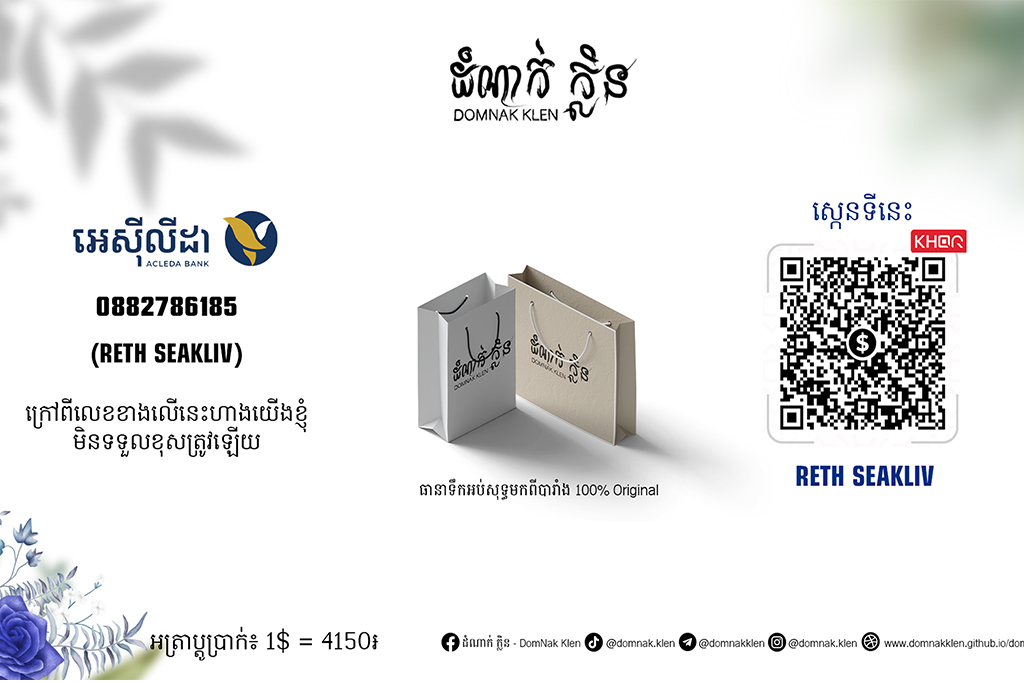 ដំណាក់ ក្លិន
DOMNAK KLEN
អេស៊ីលីដា
ACLEDA BANK
0882786185
(RETH SEAKLIV)
ក្រៅពីលេខខាងលើនេះហាងយើងខ្ញុំ
មិនទទួលខុសត្រូវឡើយ
ដំណាក់ ក្លិន
DOMNAK KLEN
ដំណាក់ ក្លិន
DOMNAK KLEN
ធានាទឹកអប់សុទ្ធមកពីបារាំង 100% Original
ស្កេនទីនេះ
KHQR
$
RETH SEAKLIV
អត្រាប្ដូប្រាក់៖ 1$ = 4150៛
ដំណាក់ ក្លិន - DomNak Klen @domnak.klen @domnakklen @domnak.klen www.domnakklen.github.io/don